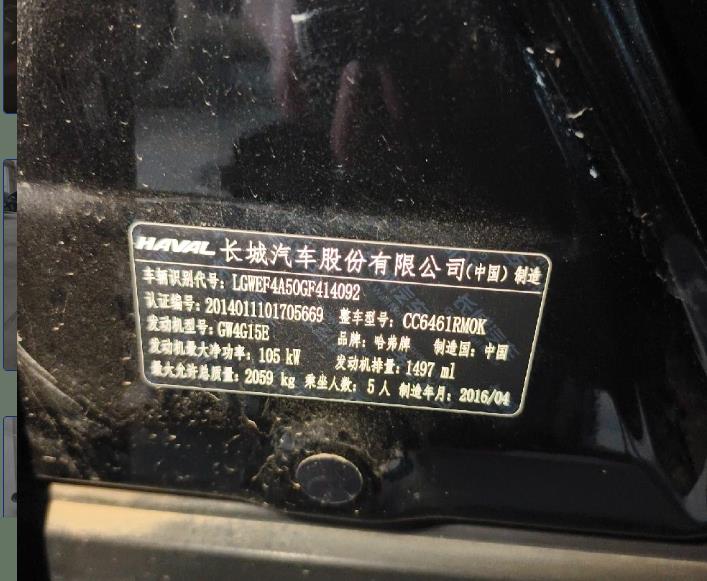 HAVAL 长城汽车股份有限公司(中国) 制造
车辆识别代号: LGWEF4A50GF414092
认证编号: 2014011101705669 整车型号: CC6461RM0K
发动机型号: GW4G15E 品牌: 哈弗牌 制造国: 中国
发动机最大净功率: 105 kW 发动机排量: 1497 ml
最大允许总质量: 2059 kg 乘坐人数: 5人 制造年月: 2016/04